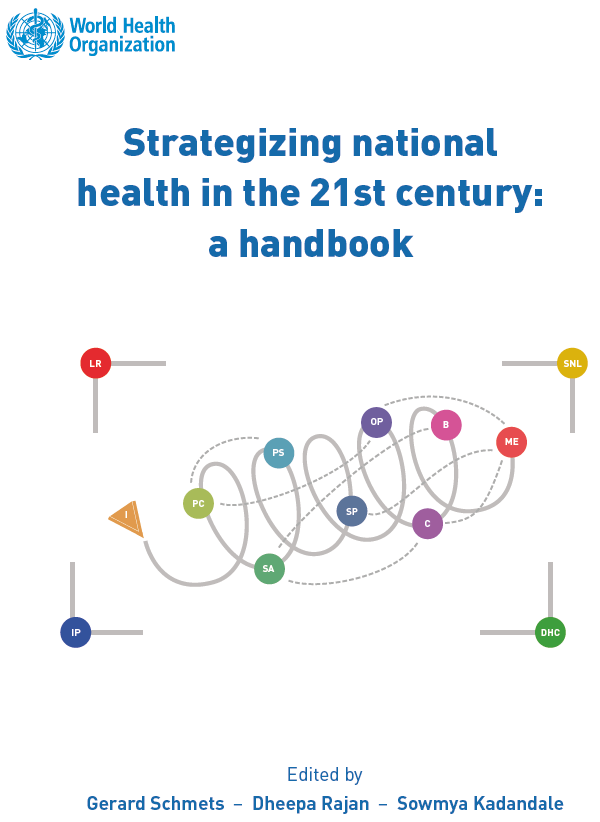 World Health
Organization
Strategizing national
health in the 21st century:
a handbook
LR
SNL
OP
B
ME
PS
PC
SP
I
C
SA
IP
DHC
Edited by
Gerard Schmets – Dheepa Rajan – Sowmya Kadandale